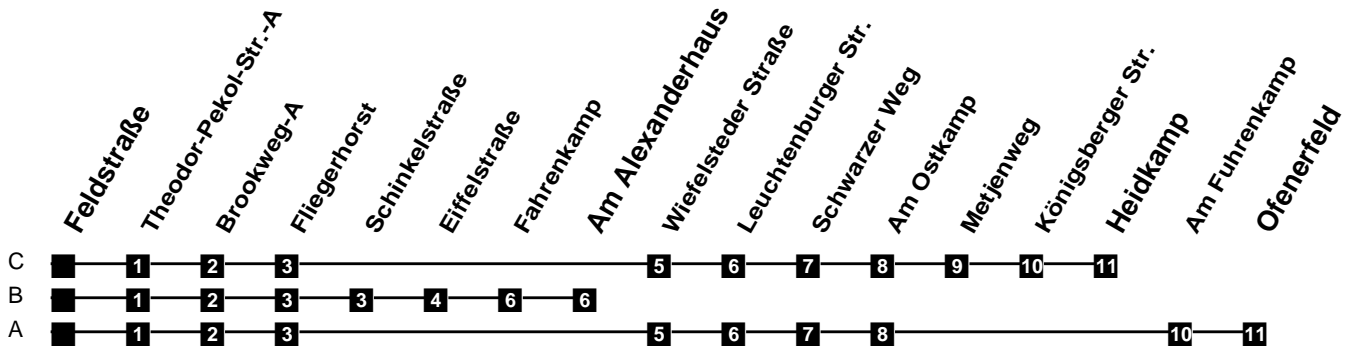 Feldstraße
Theodor-Pekol-Str.-A
Brookweg-A
Fliegerhorst
Schinkelstraße
Eiffelstraße
Fahrenkamp
Am Alexanderhaus
Wiefelsteder Straße
Leuchtenburger Str.
Schwarzer Weg
Am Ostkamp
Metjenweg
Königsberger Str.
Heidkamp
Am Fuhrenkamp
Ofenerfeld
C 1 2 3 5 6 7 8 9 10 11
B 1 2 3 3 4 6 6
A 1 2 3 5 6 7 8 10 11